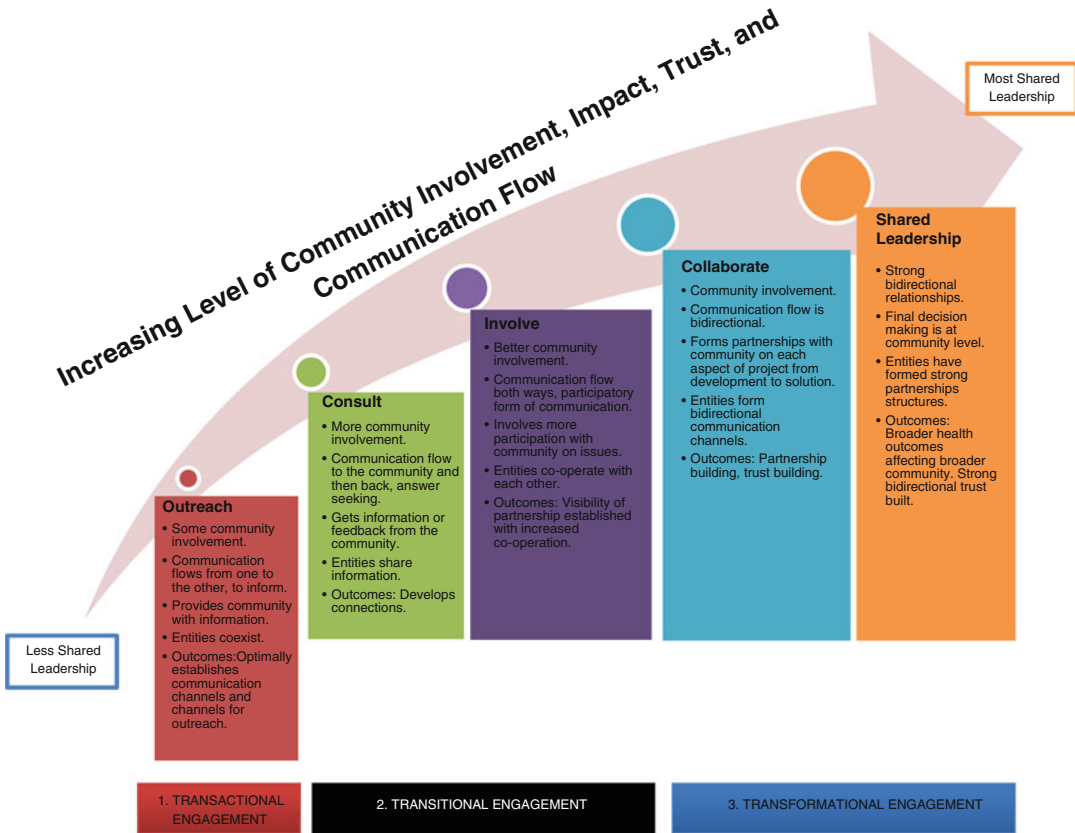 Increasing Level of Community Involvement, Impact, Trust, and
Communication Flow
Most Shared
Leadership
Less Shared
Leadership
Outreach
• Some community
involvement.
• Communication
flows from one to
the other, to inform.
• Provides community
with information.
• Entities coexist.
• Outcomes:Optimally
establishes
communication
channels and
channels for
outreach.
Consult
• More community
involvement.
• Communication flow
to the community and
then back, answer
seeking.
• Gets information or
feedback from the
community.
• Entities share
information.
• Outcomes: Develops
connections.
Involve
• Better community
involvement.
• Communication flow
both ways, participatory
form of communication.
• Involves more
participation with
community on issues.
• Entities co-operate with
each other.
• Outcomes: Visibility of
partnership established
with increased
co-operation.
Collaborate
• Community involvement.
• Communication flow is
bidirectional.
• Forms partnerships with
community on each
aspect of project from
development to solution.
• Entities form
bidirectional
communication
channels.
• Outcomes: Partnership
building, trust building.
Shared
Leadership
• Strong
bidirectional
relationships.
• Final decision
making is at
community level.
• Entities have
formed strong
partnerships
structures.
• Outcomes:
Broader health
outcomes
affecting broader
community. Strong
bidirectional trust
built.
1. TRANSACTIONAL
ENGAGEMENT
2. TRANSITIONAL ENGAGEMENT
3. TRANSFORMATIONAL ENGAGEMENT